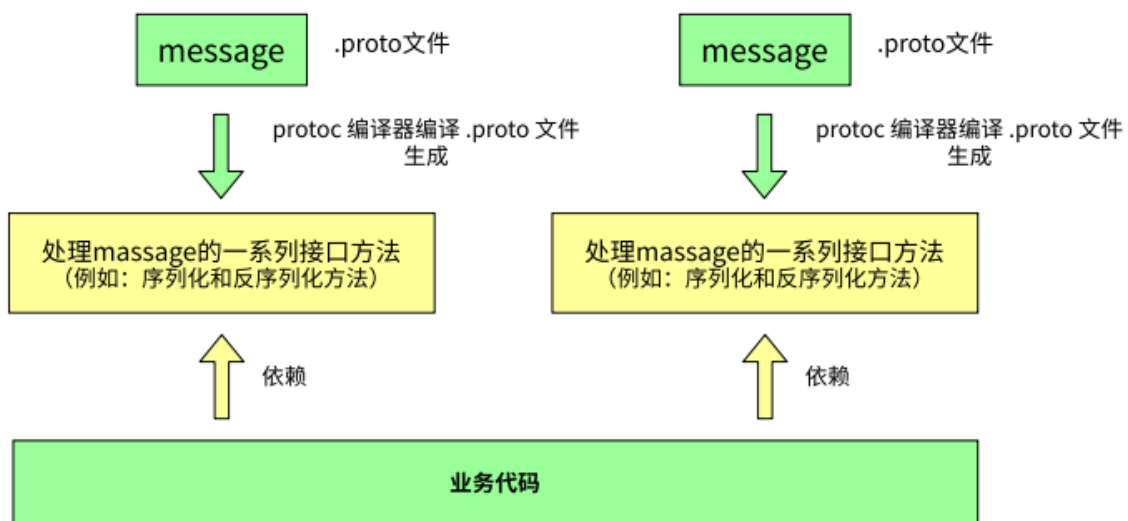 message
.proto文件
protoc 编译器编译 .proto 文件
生成
处理massage的一系列接口方法
（例如：序列化和反序列化方法）
依赖
message
.proto文件
protoc 编译器编译 .proto 文件
生成
处理massage的一系列接口方法
（例如：序列化和反序列化方法）
依赖
业务代码